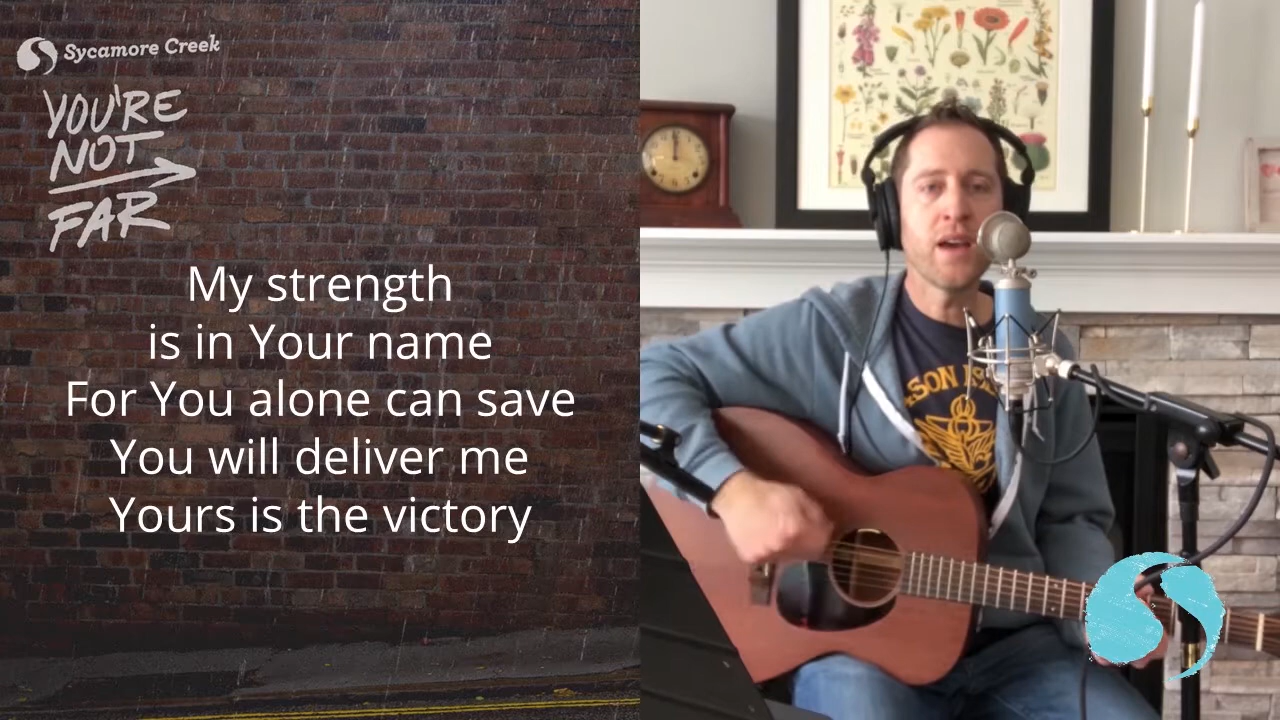 Sycamore Creek
YOU'RE
NOT
FAR
My strength
is in Your name
For You alone can save
You will deliver me
Yours is the victory